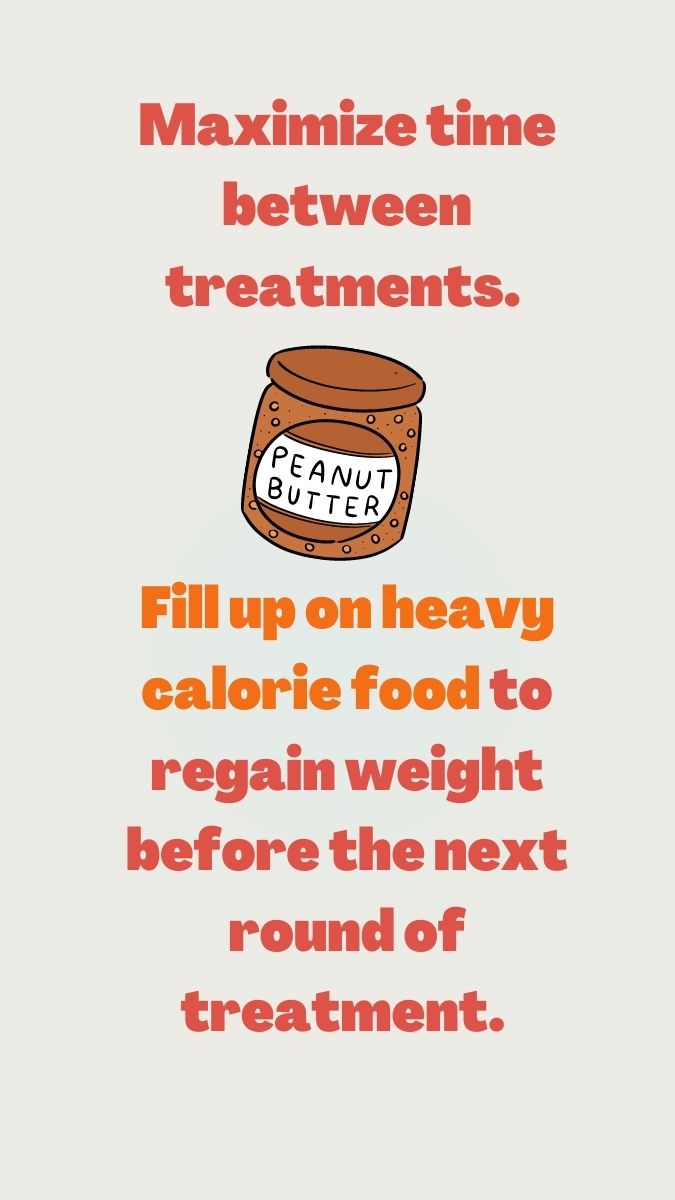 Maximize time
between
treatments.
PEANUT
BUTTER
Fill up on heavy
calorie food to
regain weight
before the next
round of
treatment.